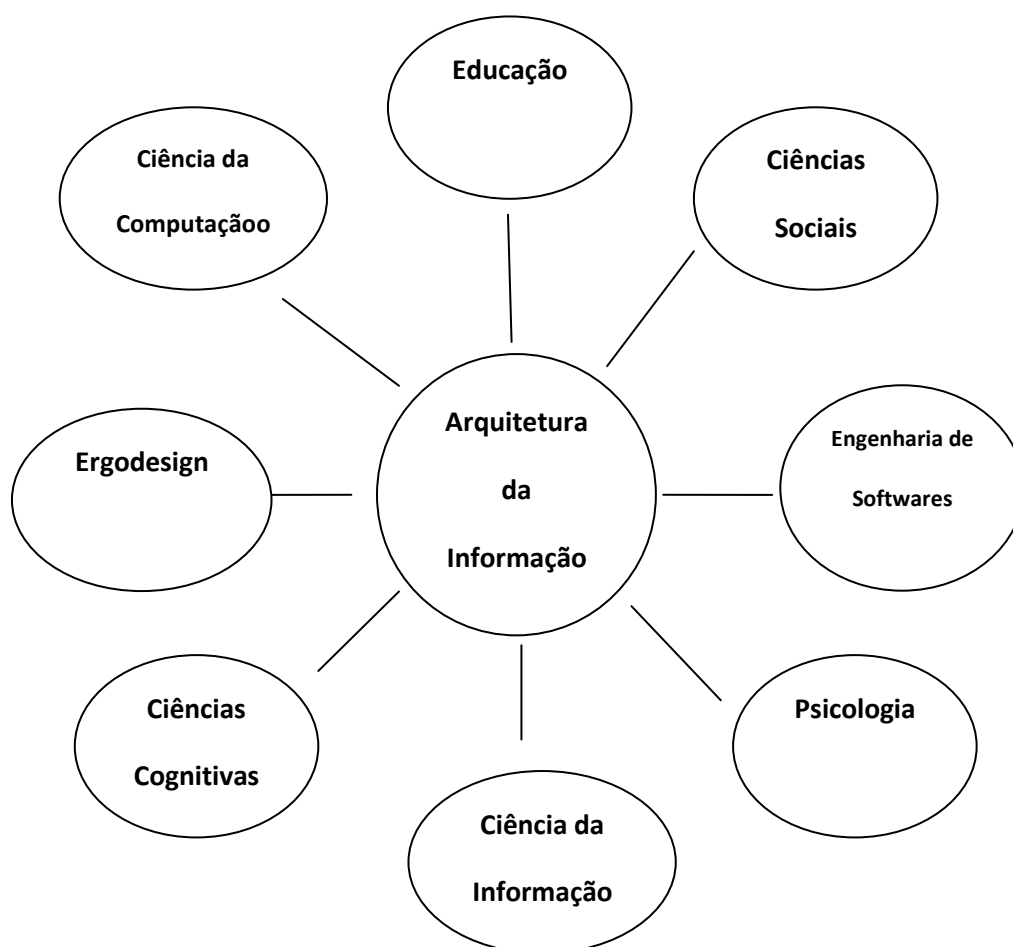 Educação
Ciência da
Computaçãoo
Ciências
Sociais
Arquitetura
da
Informação
Ergodesign
Engenharia de
Softwares
Ciências
Cognitivas
Psicologia
Ciência da
Informação